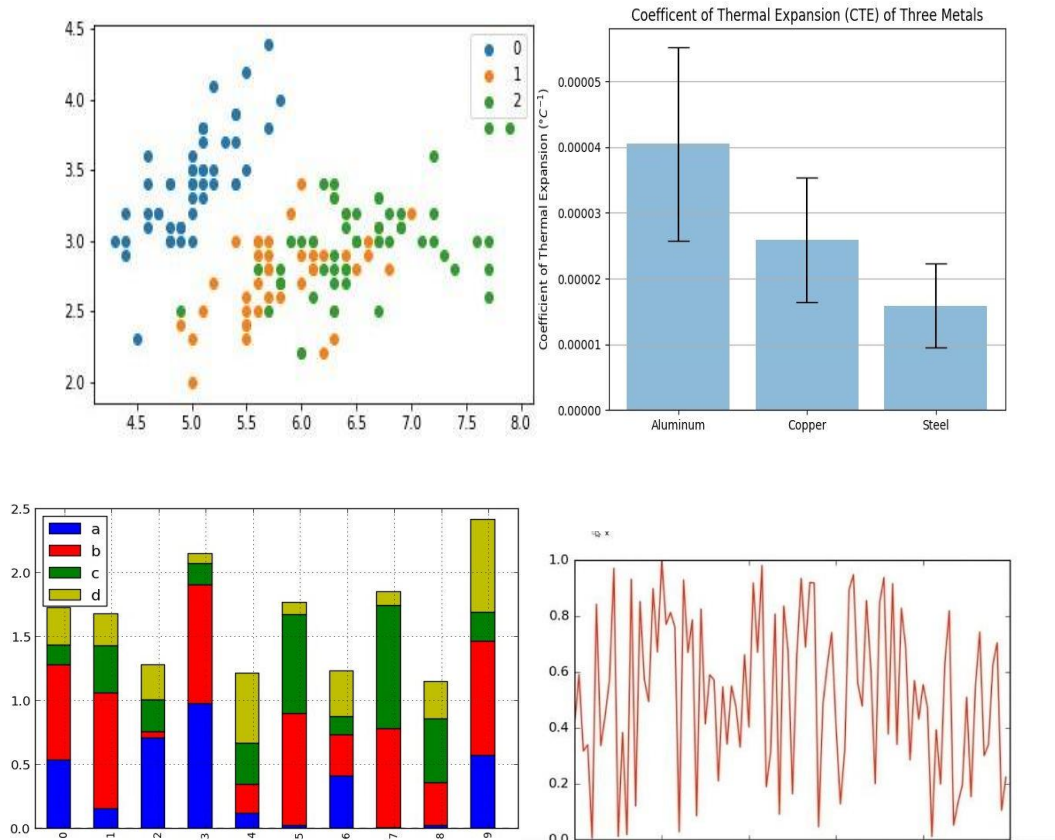 4.5
4.0
3.5
3.0
2.5
2.0
4.5 5.0 5.5 6.0 6.5 7.0 7.5 8.0
0
1
2
Coefficent of Thermal Expansion (CTE) of Three Metals
Coefficient of Thermal Expansion (°C⁻¹)
0.00005
0.00004
0.00003
0.00002
0.00001
0.00000
Aluminum Copper Steel
2.5
2.0
1.5
1.0
0.5
0.0
a
b
c
d
0 1 2 3 4 5 6 7 8 9
x
1.0
0.8
0.6
0.4
0.2
0.0